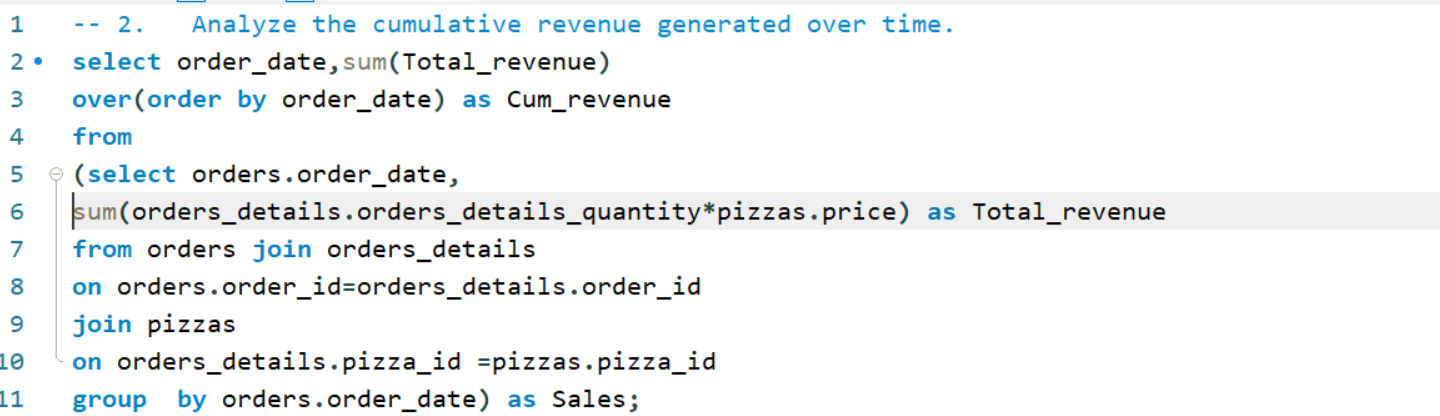 1 -- 2.   Analyze the cumulative revenue generated over time.
2 select order_date,sum(Total_revenue)
3 over(order by order_date) as Cum_revenue
4 from
5 (select orders.order_date,
6 sum(orders_details.orders_details_quantity*pizzas.price) as Total_revenue
7 from orders join orders_details
8 on orders.order_id=orders_details.order_id
9 join pizzas
10 on orders_details.pizza_id =pizzas.pizza_id
11 group  by orders.order_date) as Sales;